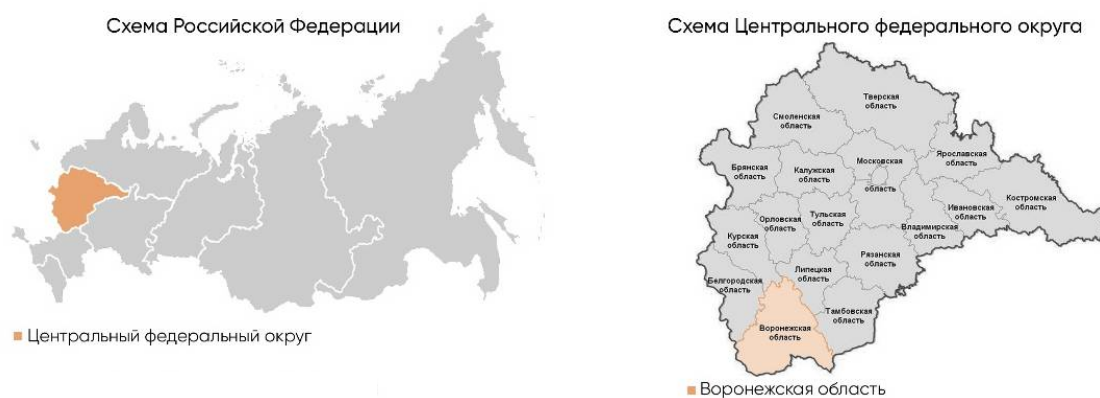 Схема Российской Федерации
Центральный федеральный округ
Схема Центрального федерального округа
Тверская
область
Смоленская
область
Ярославская
область
Московская
область
Брянская
область
Калужская
область
Костромская
область
Ивановская
область
Орловская
область
Тульская
область
Владимирская
область
Курская
область
Рязанская
область
Липецкая
область
Белгородская
область
Тамбовская
область
Воронежская
область
Воронежская область